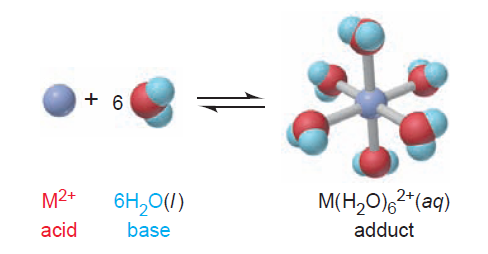 + 6
M²⁺ 6H₂O(l) M(H₂O)₆²⁺(aq)
acid base adduct